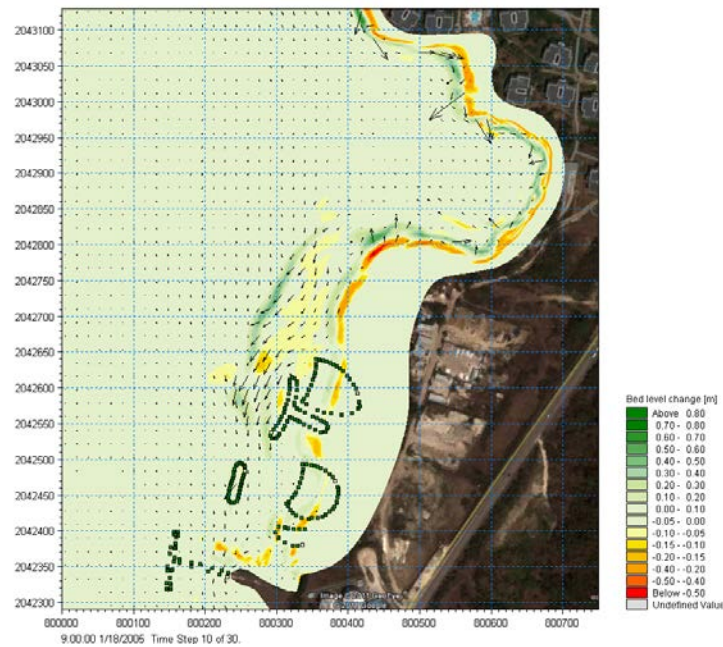 2043100
2043050
2043000
2042950
2042900
2042850
2042800
2042750
2042700
2042650
2042600
2042550
2042500
2042450
2042400
2042350
2042300
800000 800100 800200 800300 800400 800500 800600 800700
9:00:00 1/18/2005 Time Step 10 of 30.
Bed level change [m]
Above 0.80
0.70 - 0.80
0.60 - 0.70
0.50 - 0.60
0.40 - 0.50
0.30 - 0.40
0.20 - 0.30
0.10 - 0.20
0.00 - 0.10
-0.05 - 0.00
-0.10 - -0.05
-0.15 - -0.10
-0.20 - -0.15
-0.40 - -0.20
-0.50 - -0.40
Below -0.50
Undefined Value
Image